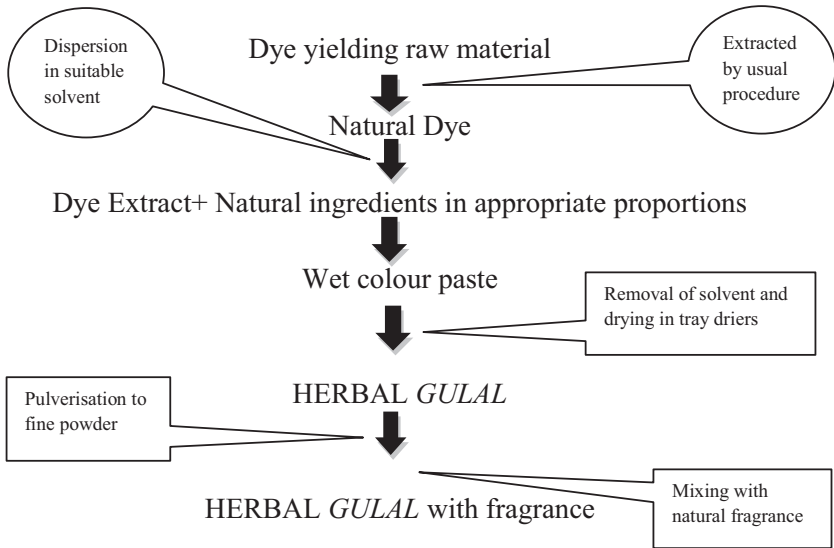 Dispersion
in suitable
solvent
Dye yielding raw material
Extracted
by usual
procedure
Natural Dye
Dye Extract+ Natural ingredients in appropriate proportions
Wet colour paste
Removal of solvent and
drying in tray driers
HERBAL GULAL
Pulverisation to
fine powder
HERBAL GULAL with fragrance
Mixing with
natural fragrance